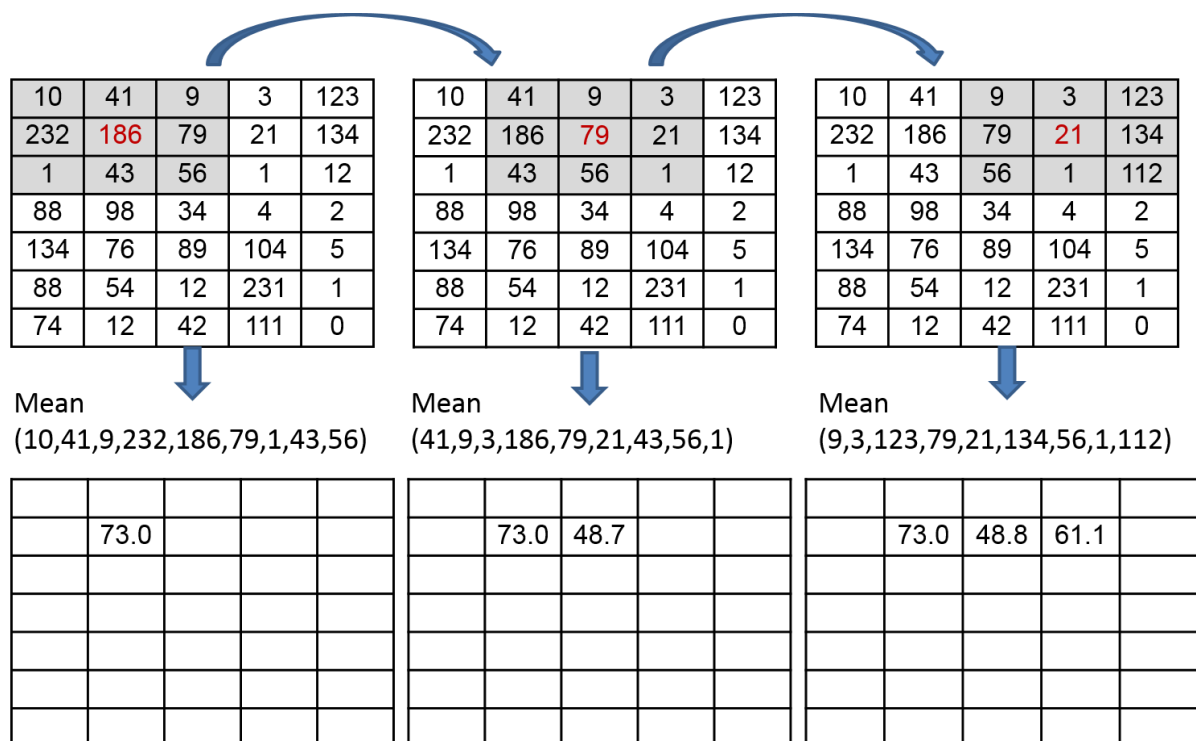 10 41 9 3 123
232 186 79 21 134
1 43 56 1 12
88 98 34 4 2
134 76 89 104 5
88 54 12 231 1
74 12 42 111 0
10 41 9 3 123
232 186 79 21 134
1 43 56 1 12
88 98 34 4 2
134 76 89 104 5
88 54 12 231 1
74 12 42 111 0
10 41 9 3 123
232 186 79 21 134
1 43 56 1 112
88 98 34 4 2
134 76 89 104 5
88 54 12 231 1
74 12 42 111 0
Mean
(10,41,9,232,186,79,1,43,56)
Mean
(41,9,3,186,79,21,43,56,1)
Mean
(9,3,123,79,21,134,56,1,112)
73.0
73.0 48.7
73.0 48.8 61.1